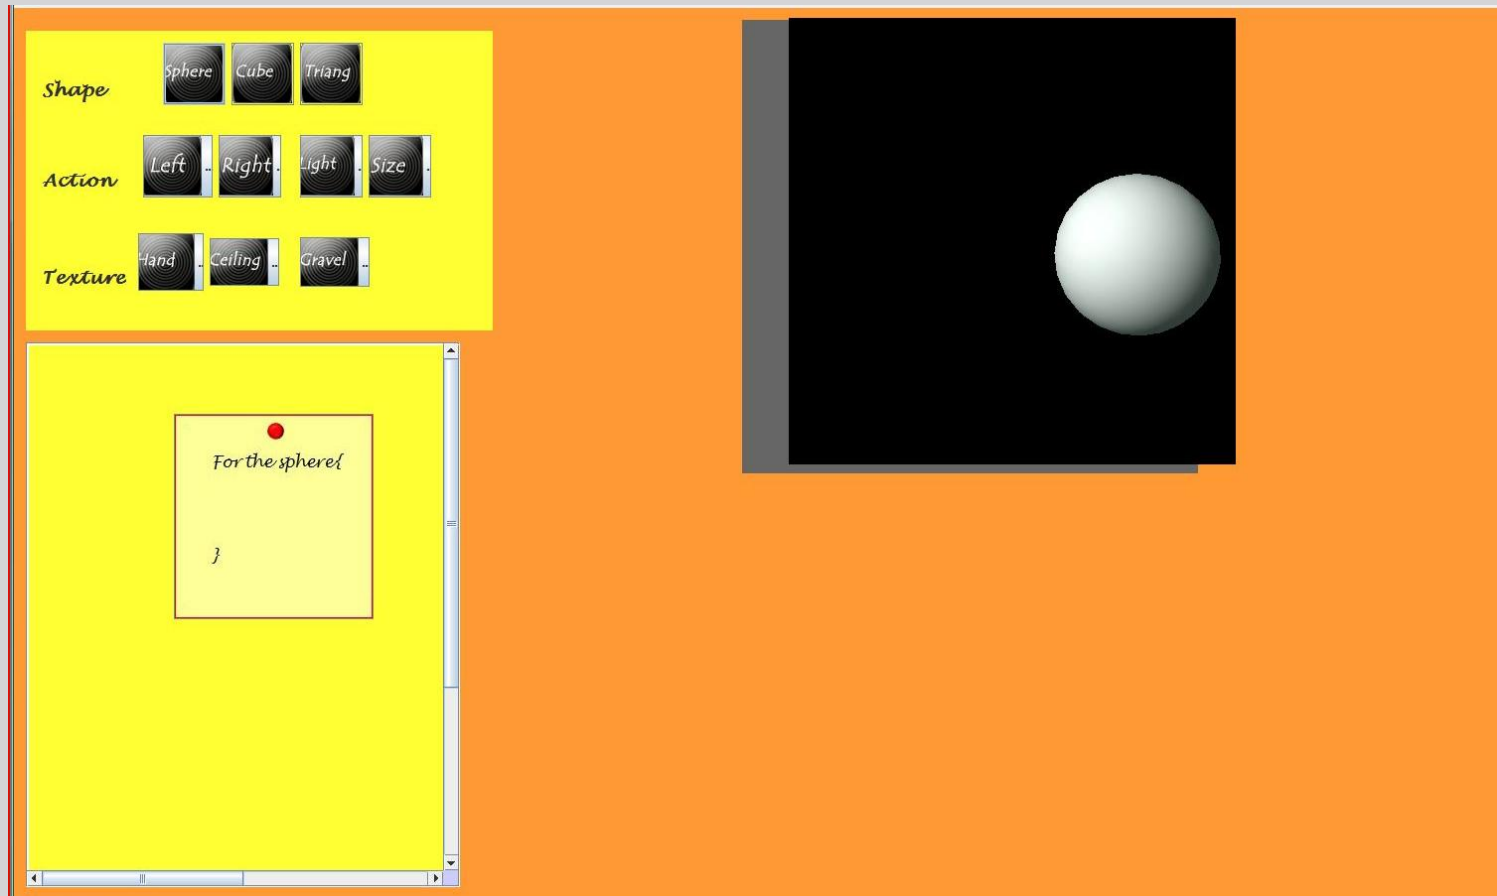 Shape Sphere Cube Triang
Action Left .. Right . Light . Size .
Texture Hand .. Ceiling .. Gravel ..
For the sphere{
}